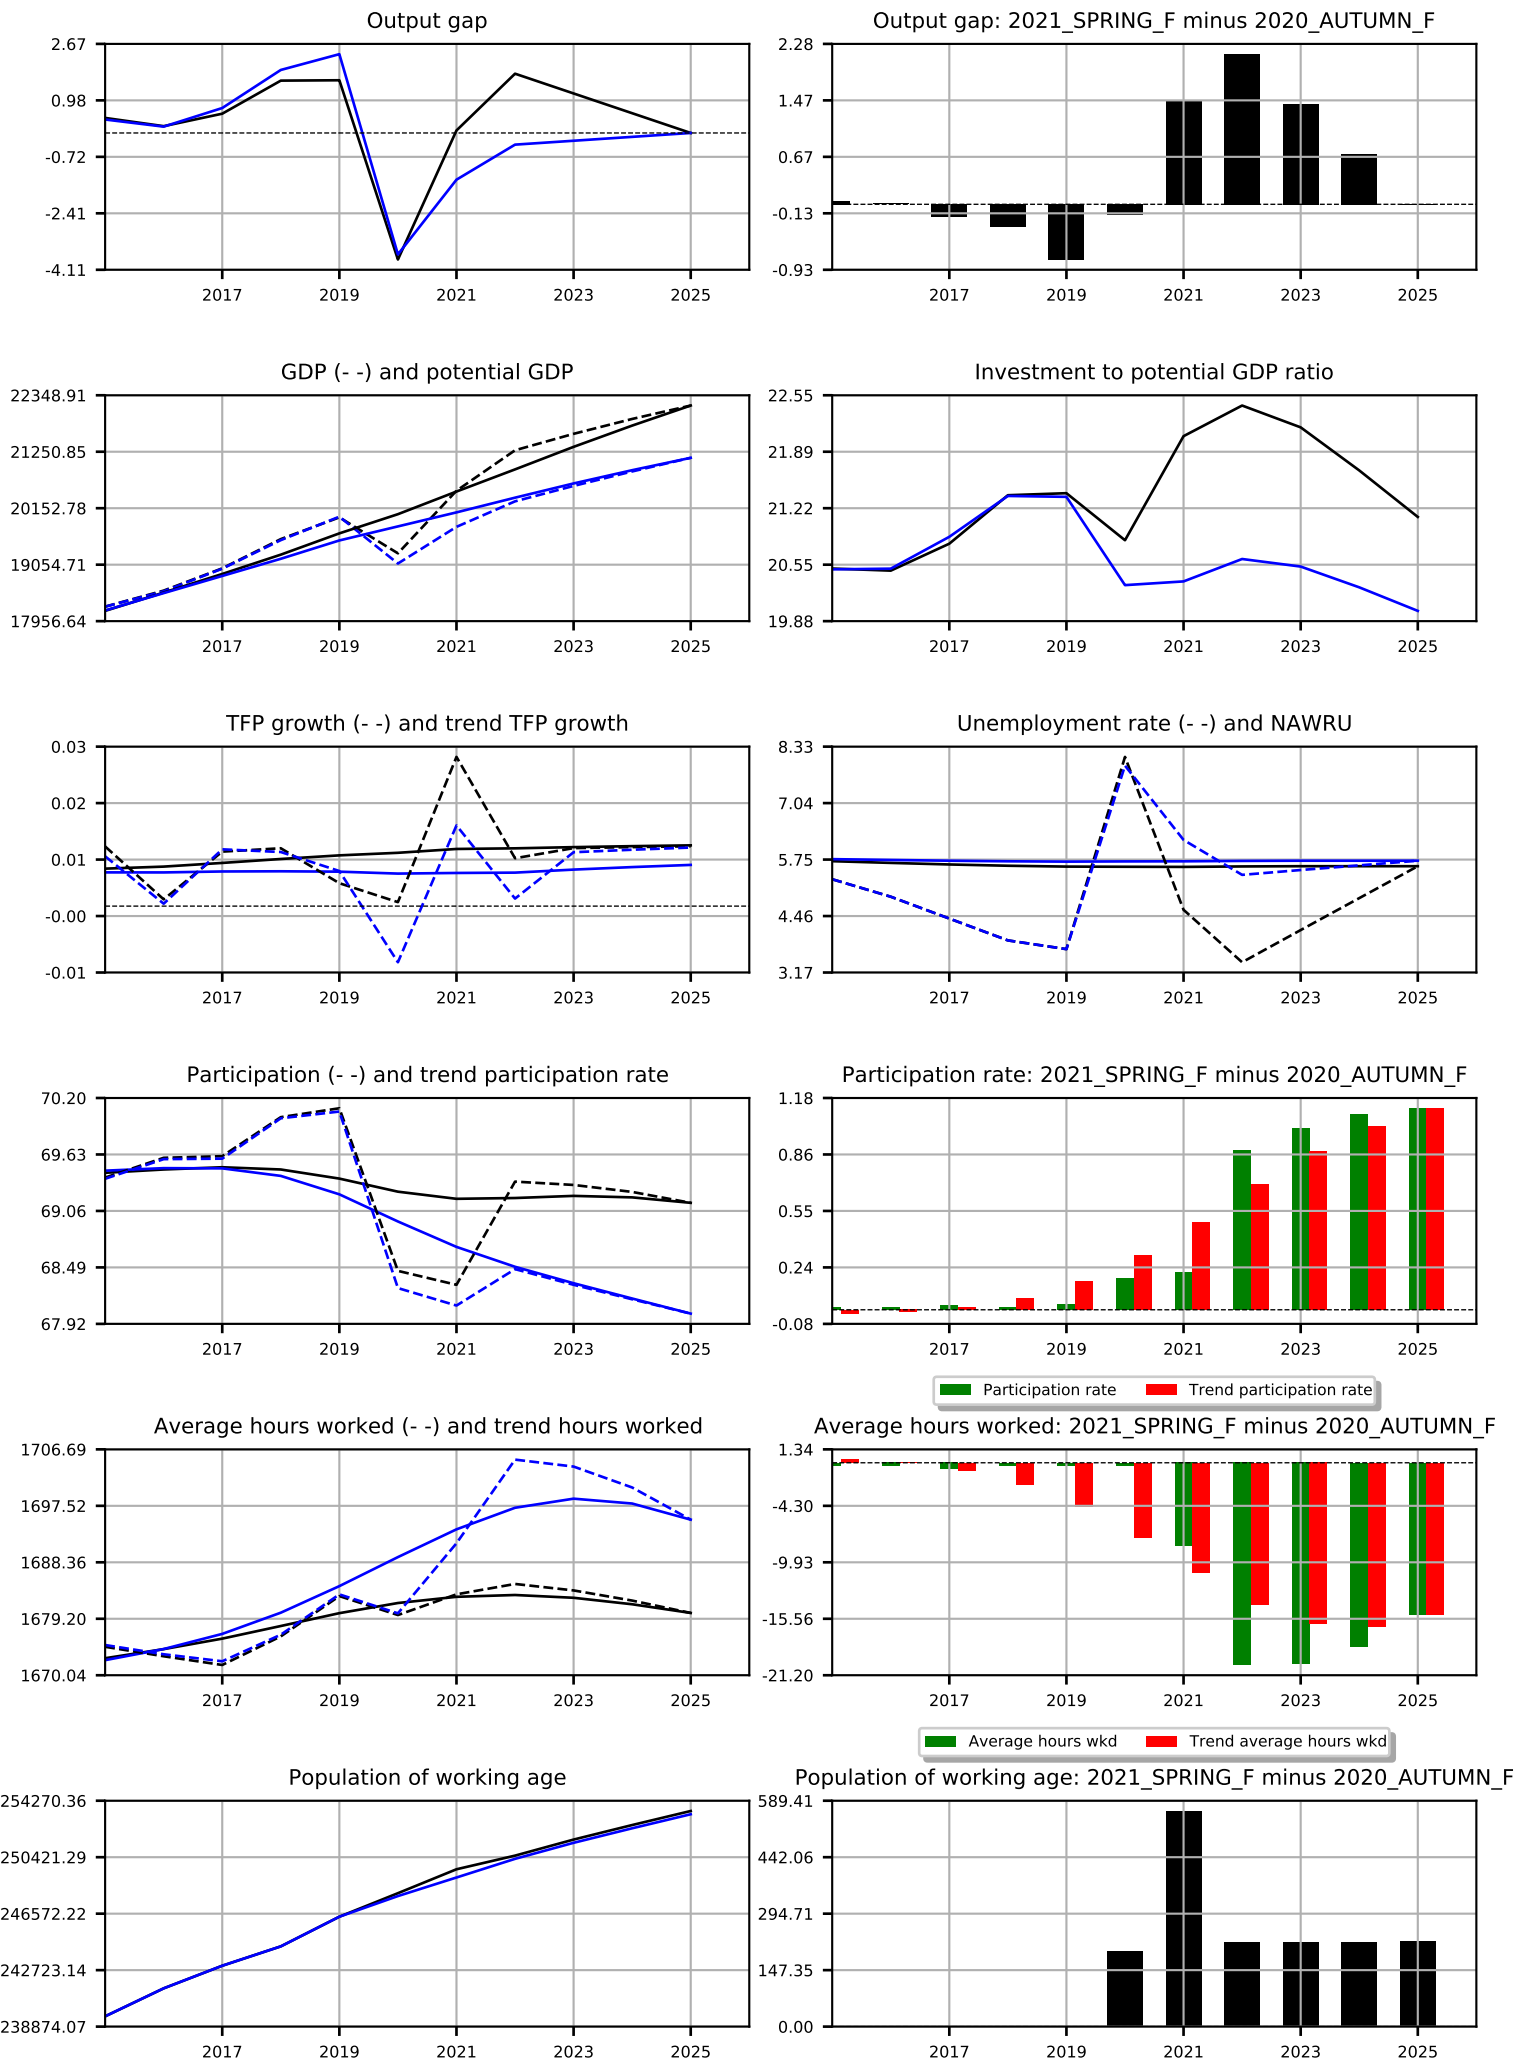 Output gap
2.67
0.98
-0.72
-2.41
-4.11
2017 2019 2021 2023 2025
Output gap: 2021_SPRING_F minus 2020_AUTUMN_F
2.28
1.47
0.67
-0.13
-0.93
2017 2019 2021 2023 2025
GDP (- -) and potential GDP
22348.91
21250.85
20152.78
19054.71
17956.64
2017 2019 2021 2023 2025
Investment to potential GDP ratio
22.55
21.89
21.22
20.55
19.88
2017 2019 2021 2023 2025
TFP growth (- -) and trend TFP growth
0.03
0.02
0.01
-0.00
-0.01
2017 2019 2021 2023 2025
Unemployment rate (- -) and NAWRU
8.33
7.04
5.75
4.46
3.17
2017 2019 2021 2023 2025
Participation (- -) and trend participation rate
70.20
69.63
69.06
68.49
67.92
2017 2019 2021 2023 2025
Participation rate: 2021_SPRING_F minus 2020_AUTUMN_F
1.18
0.86
0.55
0.24
-0.08
2017 2019 2021 2023 2025
Participation rate Trend participation rate
Average hours worked (- -) and trend hours worked
1706.69
1697.52
1688.36
1679.20
1670.04
2017 2019 2021 2023 2025
Average hours worked: 2021_SPRING_F minus 2020_AUTUMN_F
1.34
-4.30
-9.93
-15.56
-21.20
2017 2019 2021 2023 2025
Average hours wkd Trend average hours wkd
Population of working age
254270.36
250421.29
246572.22
242723.14
238874.07
2017 2019 2021 2023 2025
Population of working age: 2021_SPRING_F minus 2020_AUTUMN_F
589.41
442.06
294.71
147.35
0.00
2017 2019 2021 2023 2025